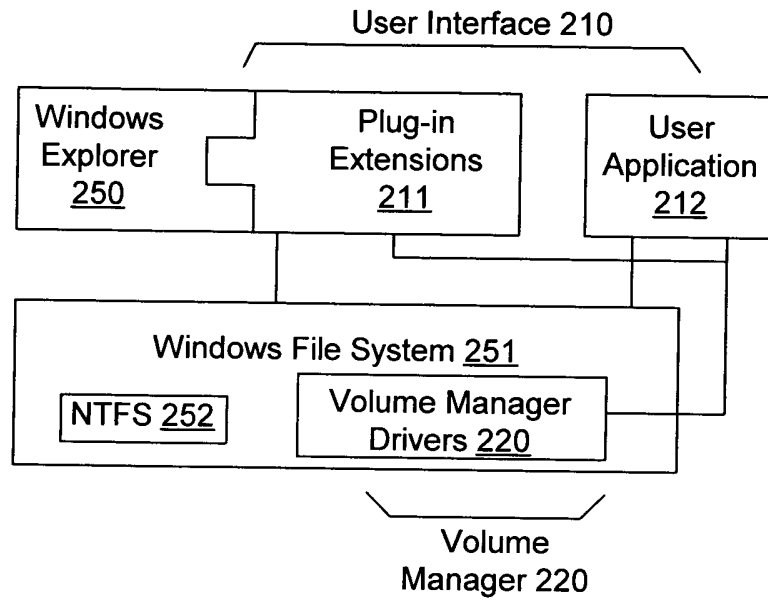 User Interface 210
Windows
Explorer
250
Plug-in
Extensions
211
User
Application
212
Windows File System 251
NTFS 252
Volume Manager
Drivers 220
Volume
Manager 220